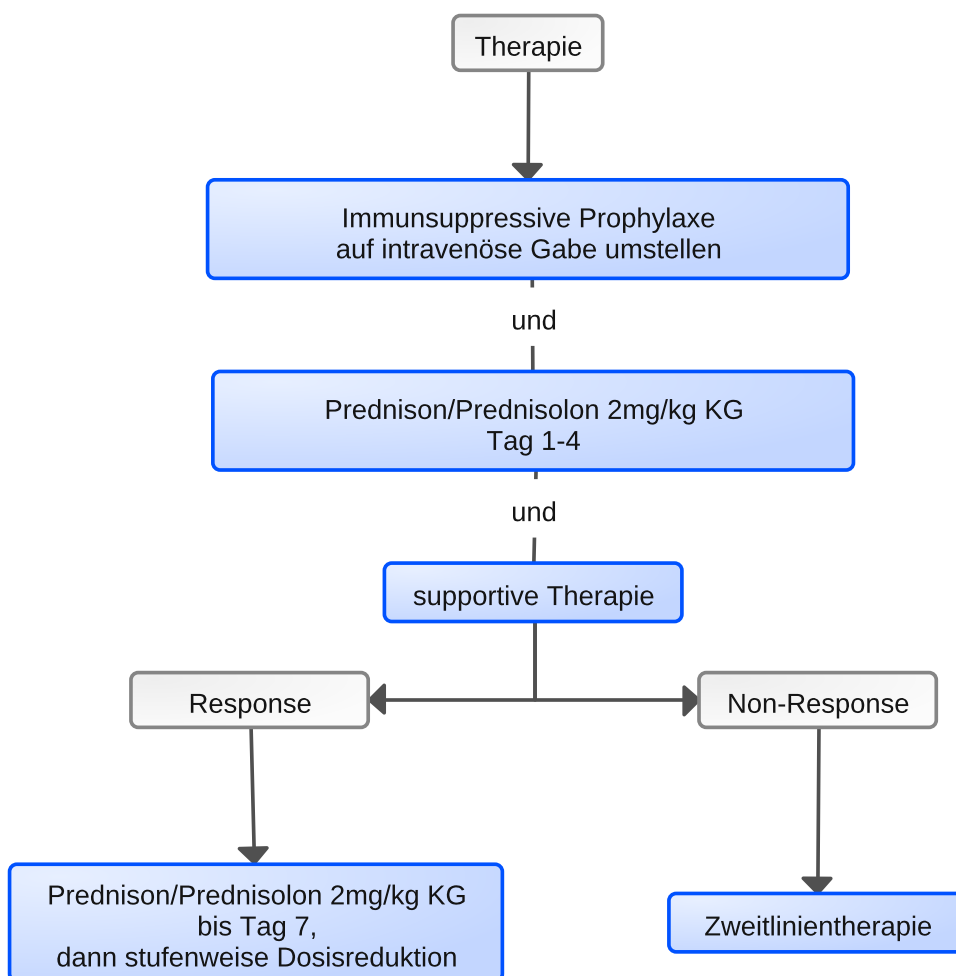 Therapie
Immunsuppressive Prophylaxe
auf intravenöse Gabe umstellen
und
Prednison/Prednisolon 2mg/kg KG
Tag 1-4
und
supportive Therapie
Response
Non-Response
Prednison/Prednisolon 2mg/kg KG
bis Tag 7,
dann stufenweise Dosisreduktion
Zweitlinientherapie